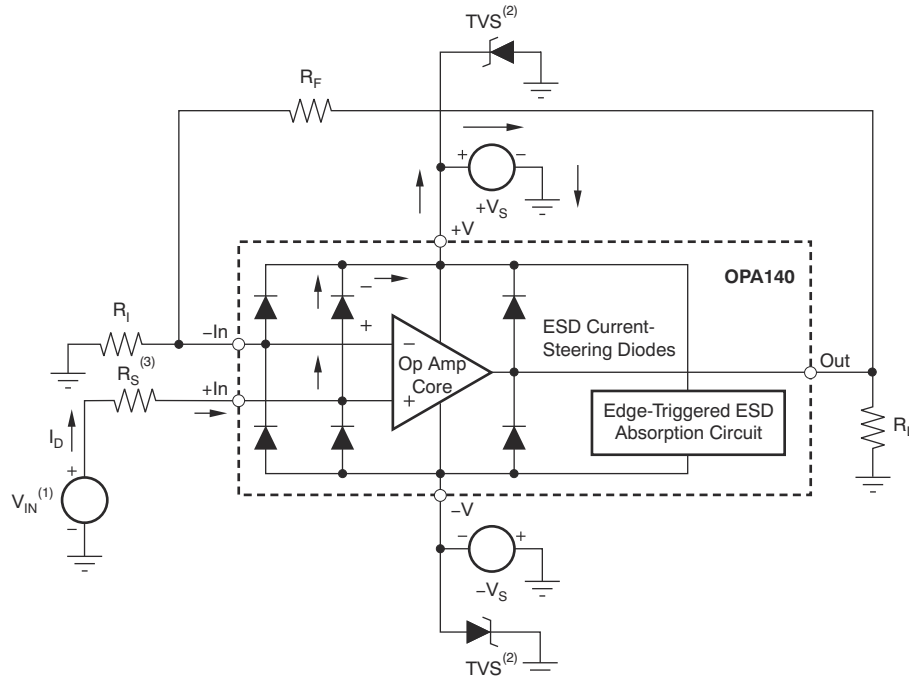 TVS(2)
RF
+ −
+VS
+V
OPA140
−
+
RI
−In
−
ESD Current-
Steering Diodes
Op Amp
Core
Out
RS(3)
+In
+
Edge-Triggered ESD
Absorption Circuit
ID
+
VIN(1)
−
−V
− +
−VS
TVS(2)